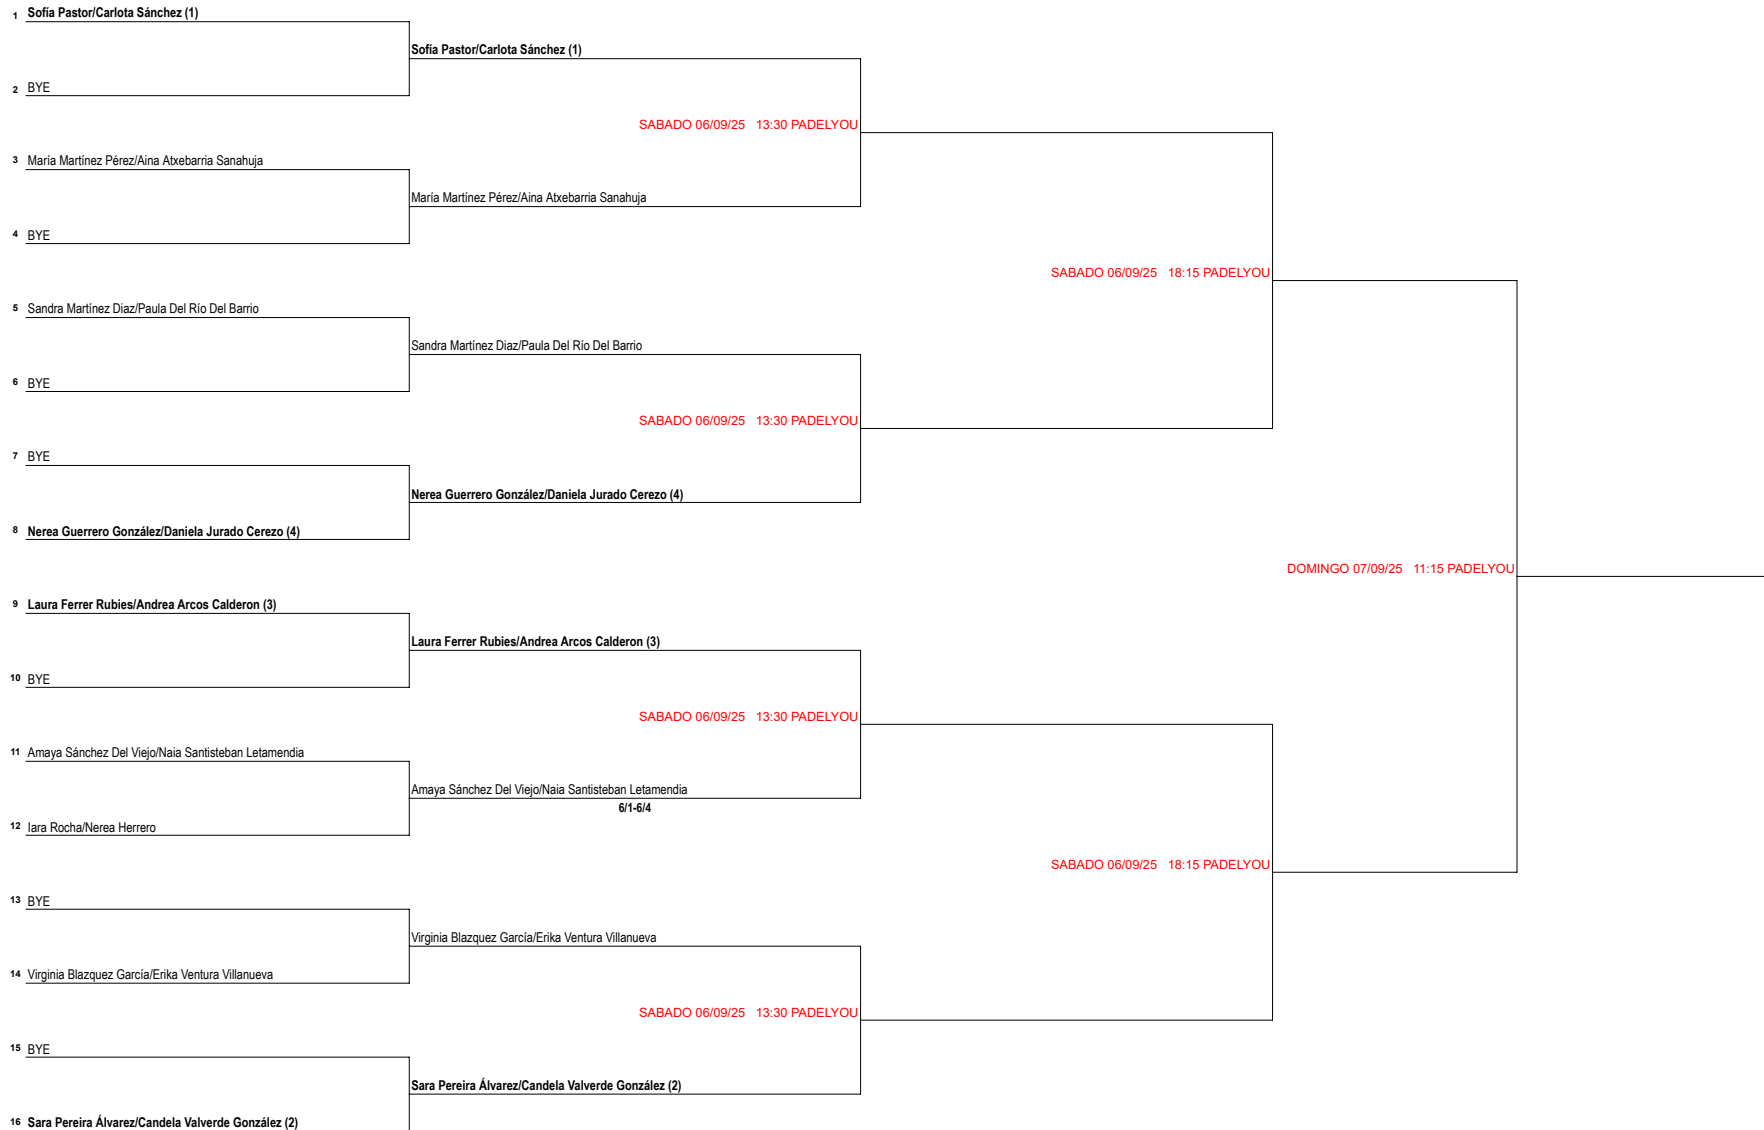 1 Sofía Pastor/Carlota Sánchez (1)
Sofía Pastor/Carlota Sánchez (1)
2 BYE
SABADO 06/09/25 13:30 PADELYOU
3 María Martínez Pérez/Aina Atxebarria Sanahuja
María Martínez Pérez/Aina Atxebarria Sanahuja
4 BYE
SABADO 06/09/25 18:15 PADELYOU
5 Sandra Martínez Diaz/Paula Del Río Del Barrio
Sandra Martínez Diaz/Paula Del Río Del Barrio
6 BYE
SABADO 06/09/25 13:30 PADELYOU
7 BYE
Nerea Guerrero González/Daniela Jurado Cerezo (4)
8 Nerea Guerrero González/Daniela Jurado Cerezo (4)
DOMINGO 07/09/25 11:15 PADELYOU
9 Laura Ferrer Rubies/Andrea Arcos Calderon (3)
Laura Ferrer Rubies/Andrea Arcos Calderon (3)
10 BYE
SABADO 06/09/25 13:30 PADELYOU
11 Amaya Sánchez Del Viejo/Naia Santisteban Letamendia
Amaya Sánchez Del Viejo/Naia Santisteban Letamendia
6/1-6/4
12 Iara Rocha/Nerea Herrero
SABADO 06/09/25 18:15 PADELYOU
13 BYE
Virginia Blazquez García/Erika Ventura Villanueva
14 Virginia Blazquez García/Erika Ventura Villanueva
SABADO 06/09/25 13:30 PADELYOU
15 BYE
Sara Pereira Álvarez/Candela Valverde González (2)
16 Sara Pereira Álvarez/Candela Valverde González (2)